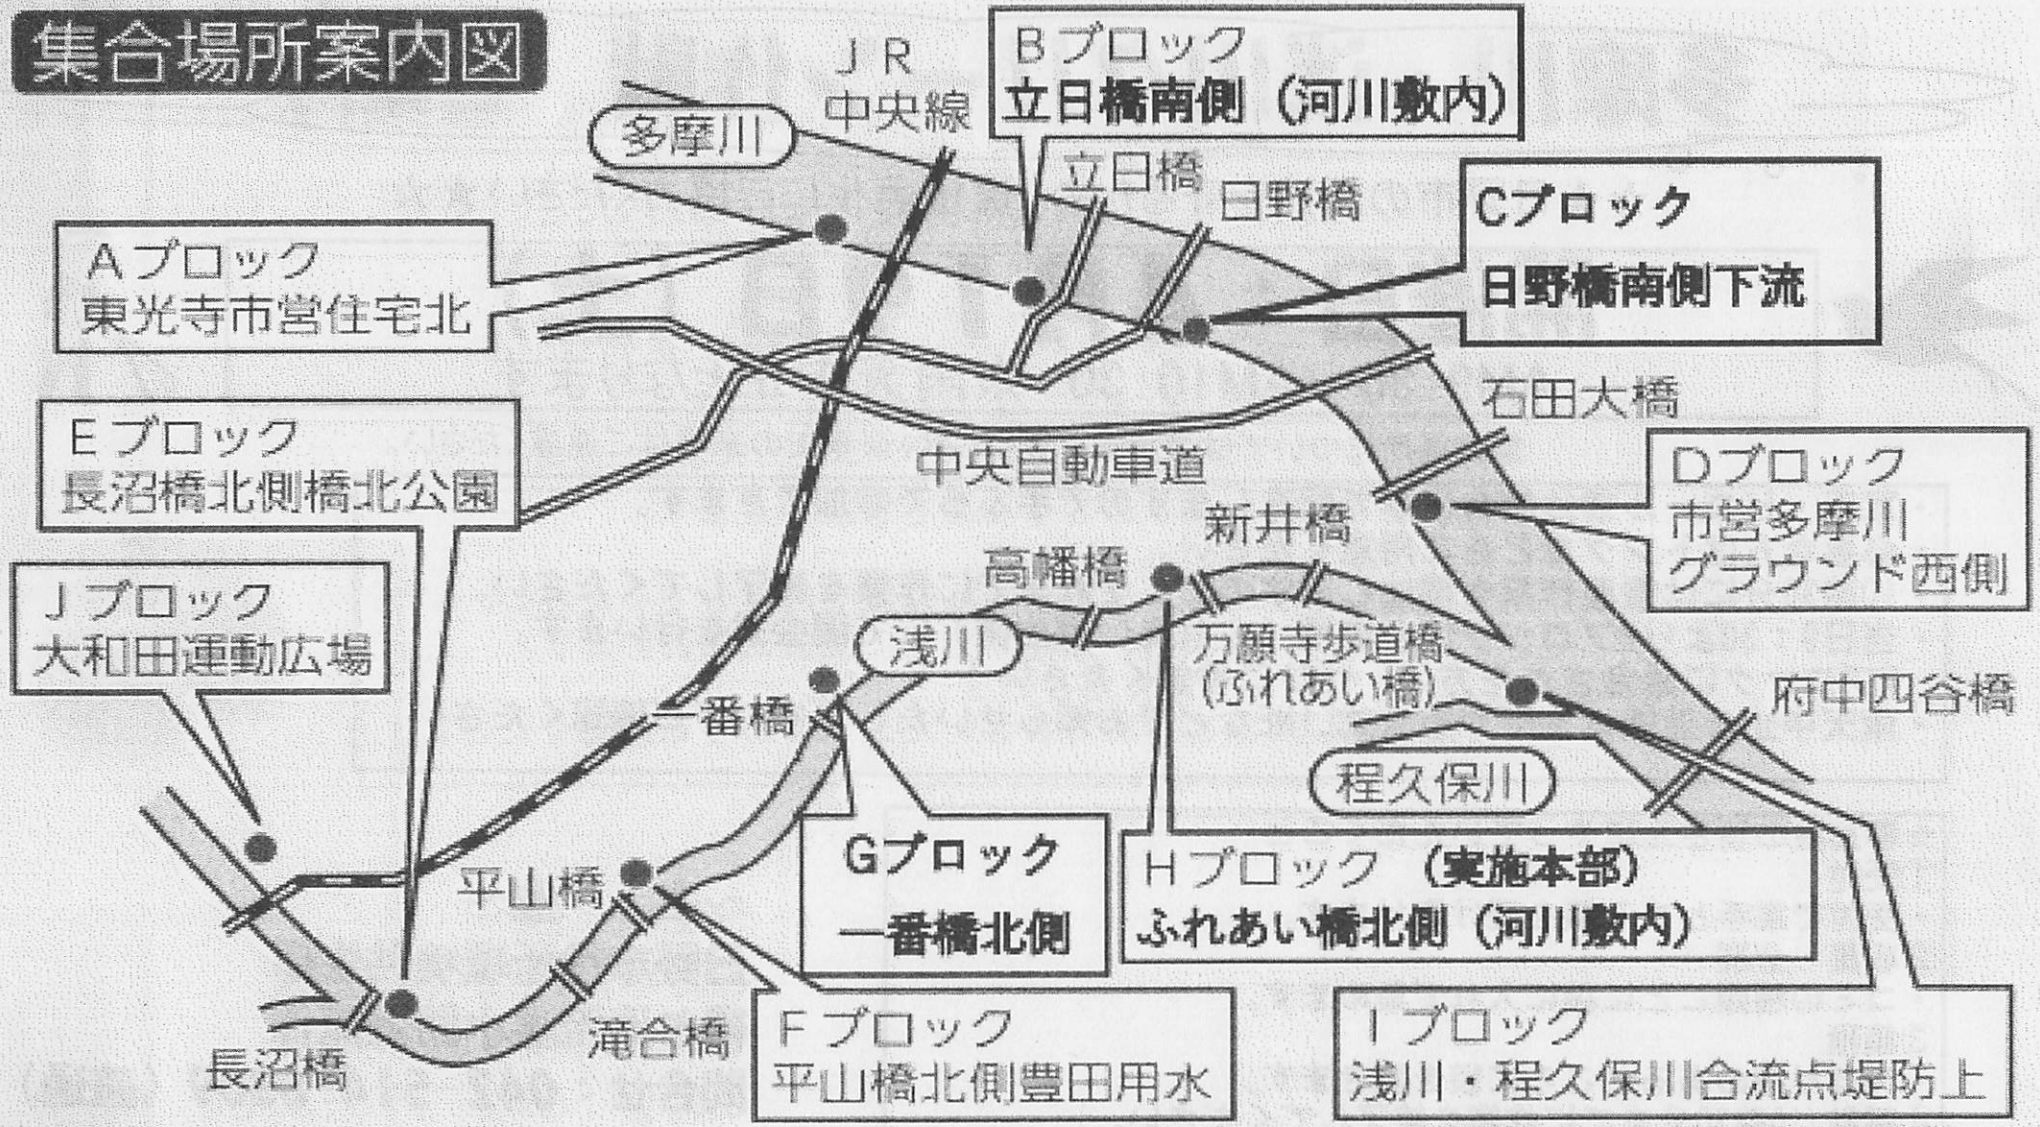 集合場所案内図
ＪＲ
中央線
多摩川
Ｂブロック
立日橋南側（河川敷内）
立日橋
日野橋
Cブロック
日野橋南側下流
Ａブロック
東光寺市営住宅北
石田大橋
中央自動車道
Ｅブロック
長沼橋北側橋北公園
Ｄブロック
市営多摩川
グラウンド西側
新井橋
高幡橋
Ｊブロック
大和田運動広場
浅川
万願寺歩道橋
（ふれあい橋）
一番橋
府中四谷橋
程久保川
平山橋
Gブロック
一番橋北側
Ｈブロック（実施本部）
ふれあい橋北側（河川敷内）
長沼橋
滝合橋
Ｆブロック
平山橋北側豊田用水
Ｉブロック
浅川・程久保川合流点堤防上